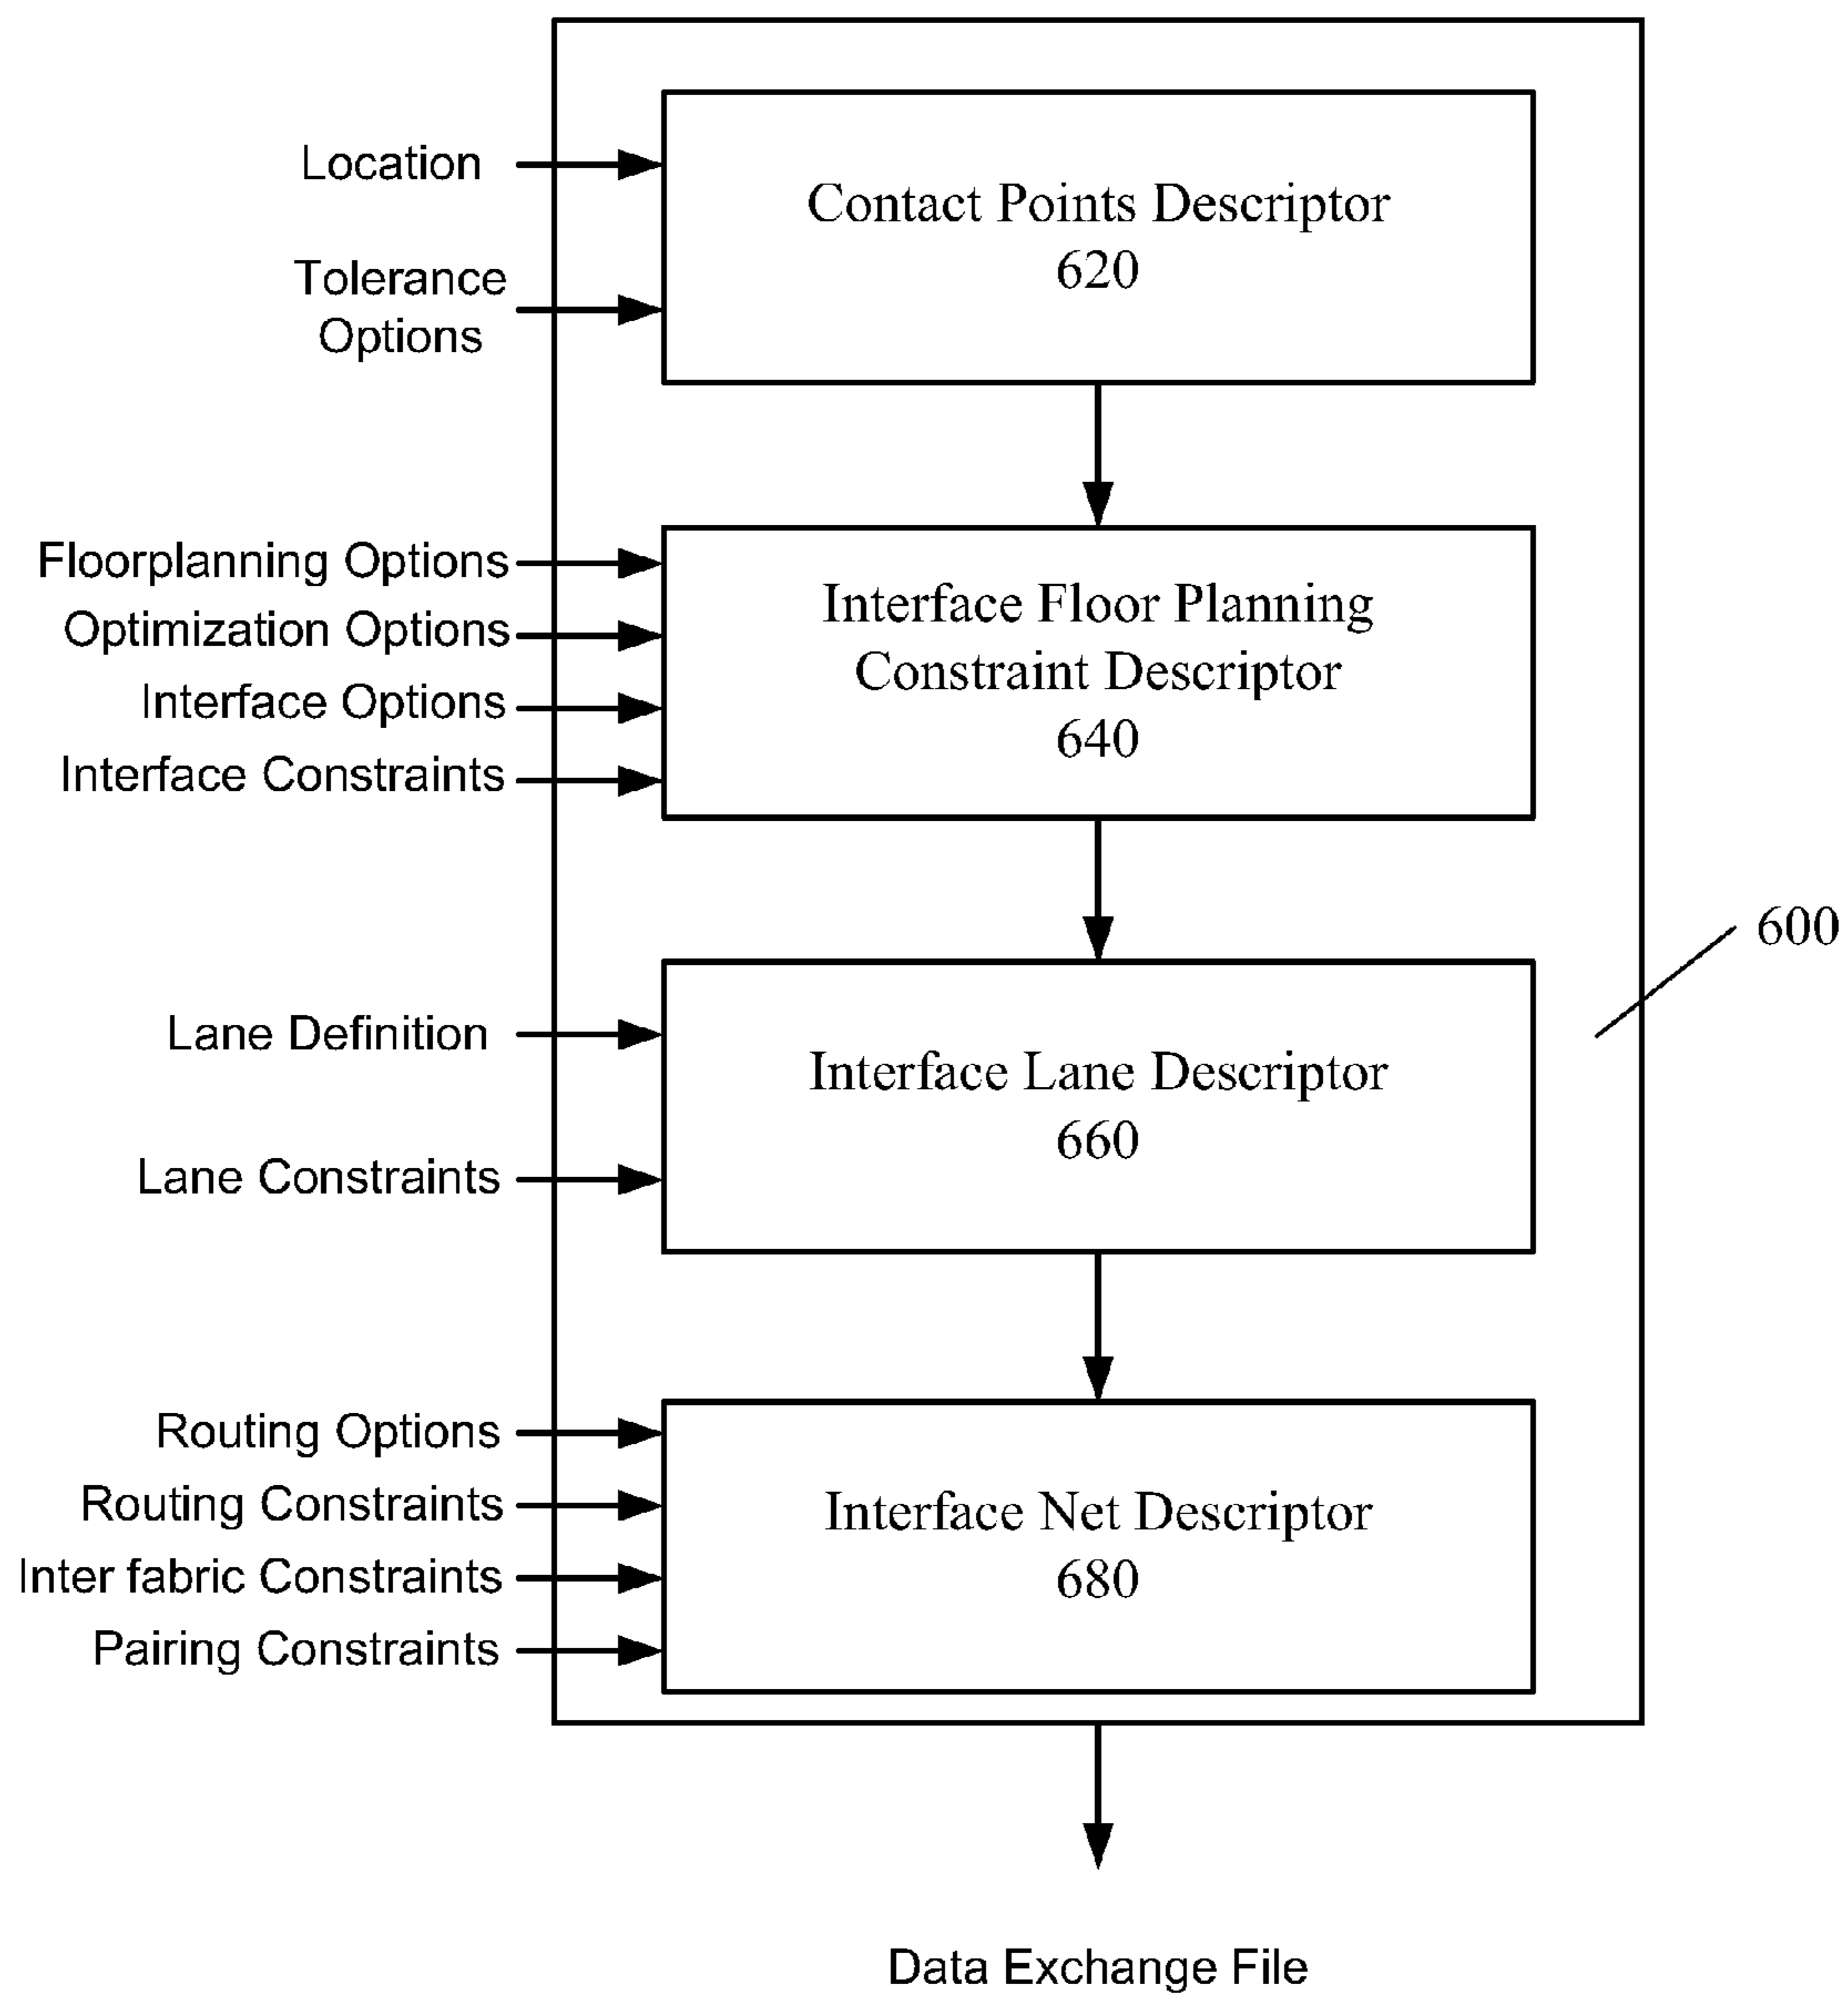 Location
Tolerance
Options
Contact Points Descriptor
620
Floorplanning Options
Optimization Options
Interface Options
Interface Constraints
Interface Floor Planning
Constraint Descriptor
640
600
Lane Definition
Lane Constraints
Interface Lane Descriptor
660
Routing Options
Routing Constraints
Inter fabric Constraints
Pairing Constraints
Interface Net Descriptor
680
Data Exchange File